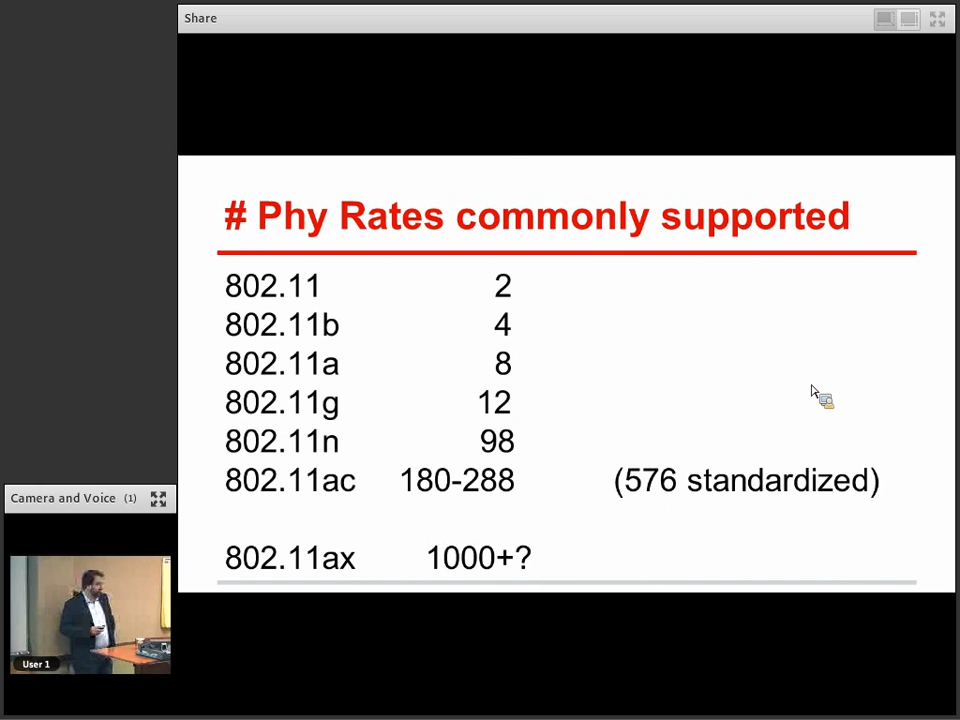 Share
# Phy Rates commonly supported
802.11 2
802.11b 4
802.11a 8
802.11g 12
802.11n 98
802.11ac 180-288 (576 standardized)
802.11ax 1000+?
Camera and Voice (1)
User 1